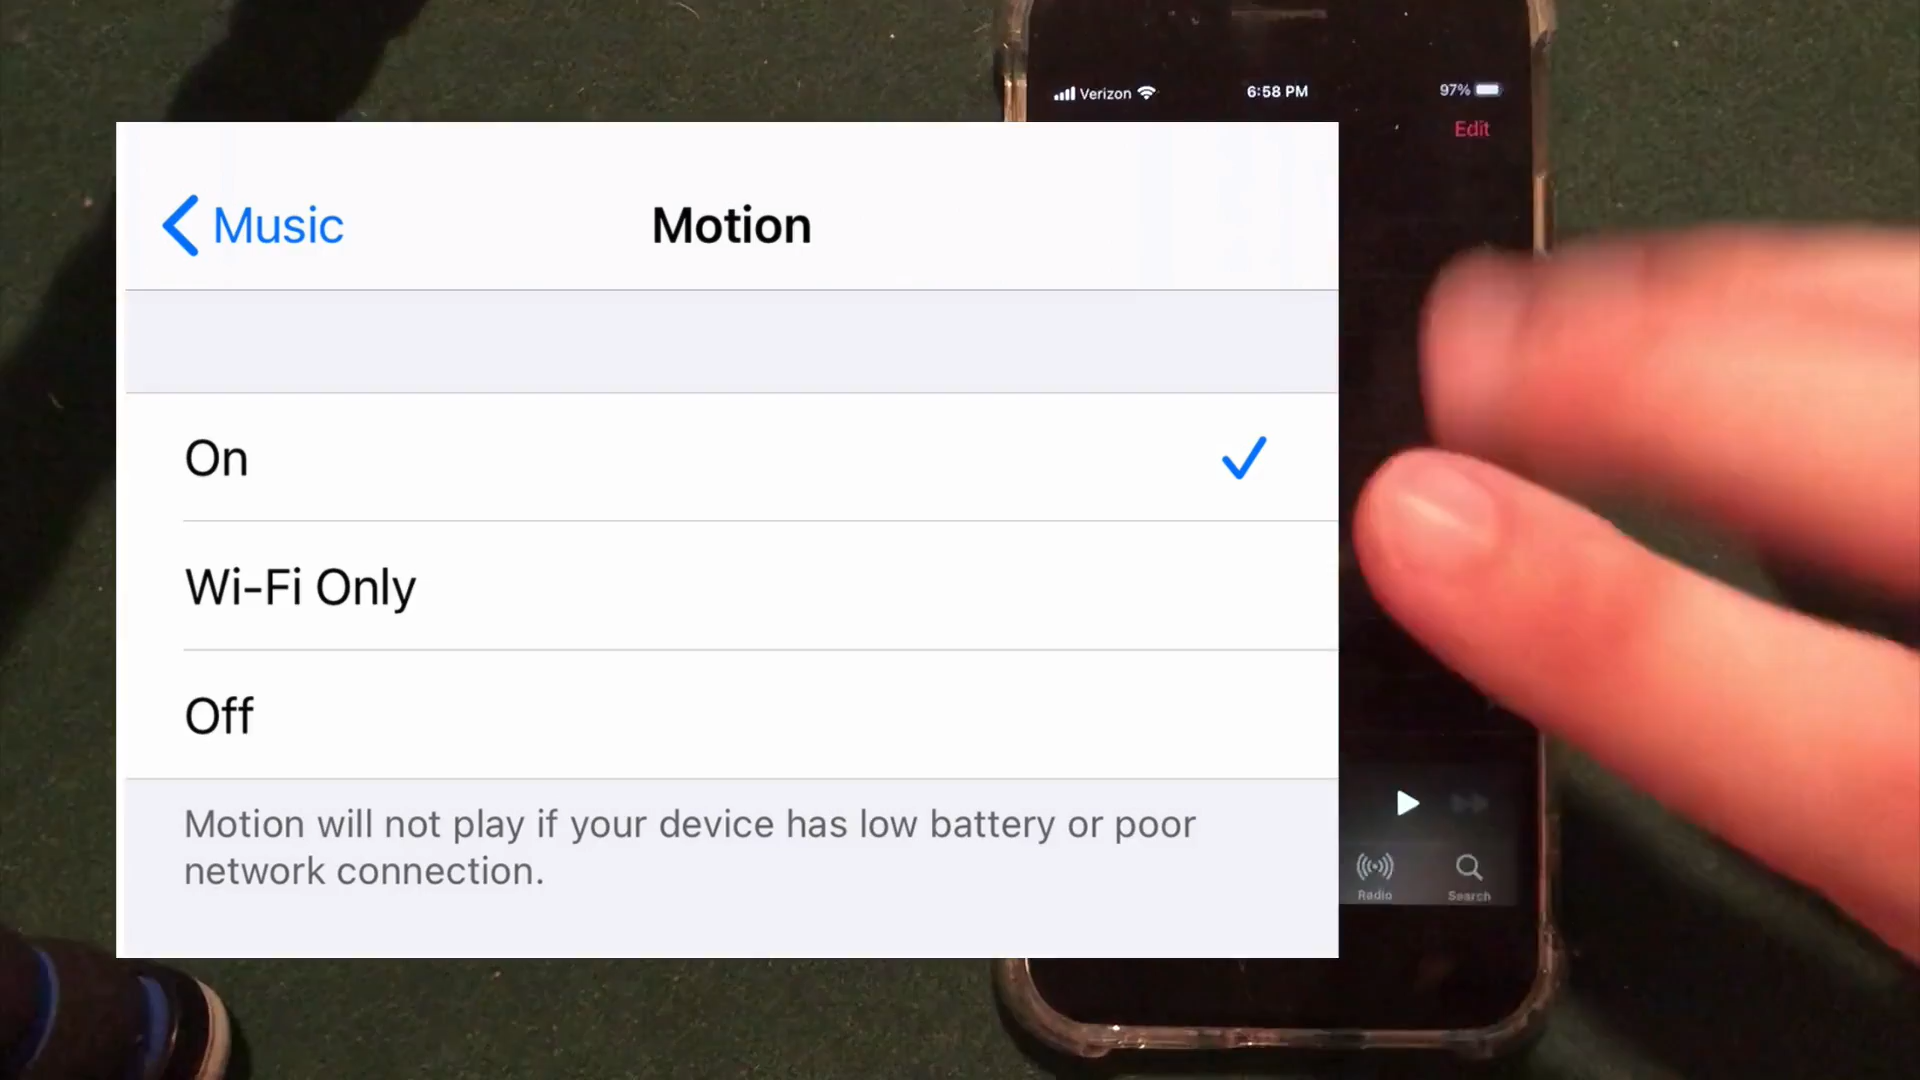 Verizon
6:58 PM
97%
Edit
Music
Motion
On
Wi-Fi Only
Off
Motion will not play if your device has low battery or poor
network connection.
Radio
Search